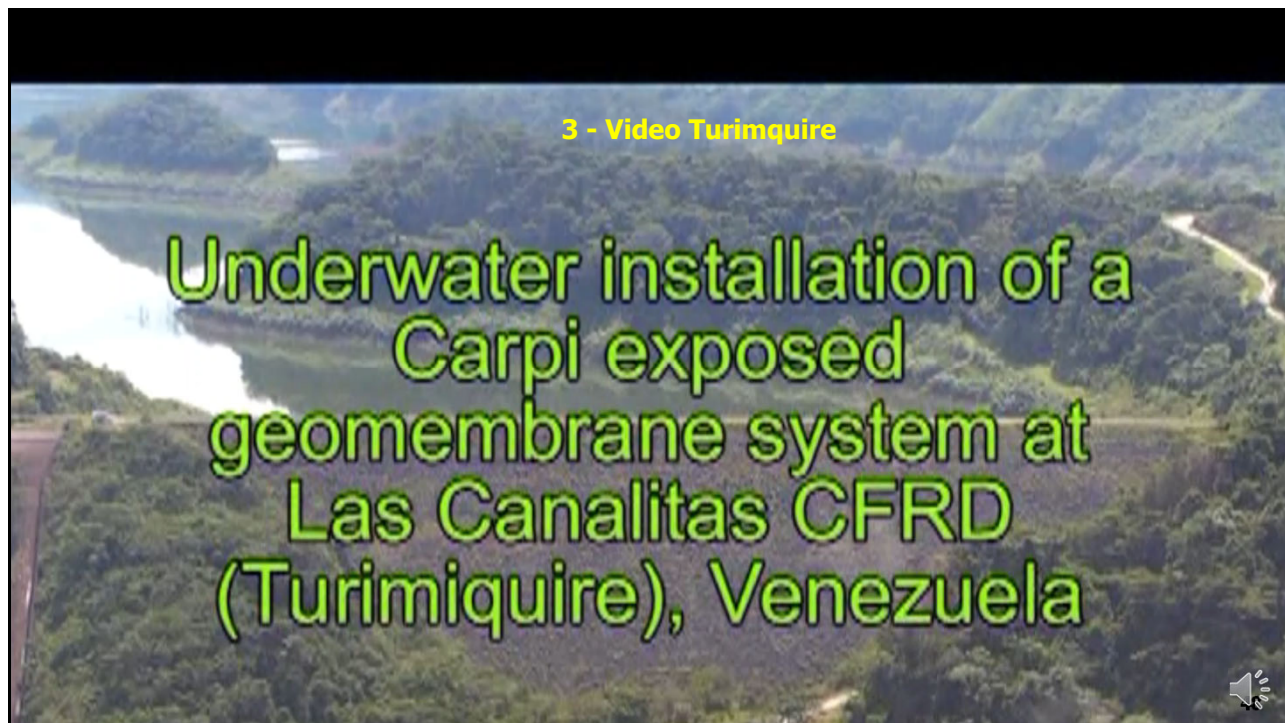 3 - Video Turimquire
Underwater installation of a
Carpi exposed
geomembrane system at
Las Canalitas CFRD
(Turimiquire), Venezuela